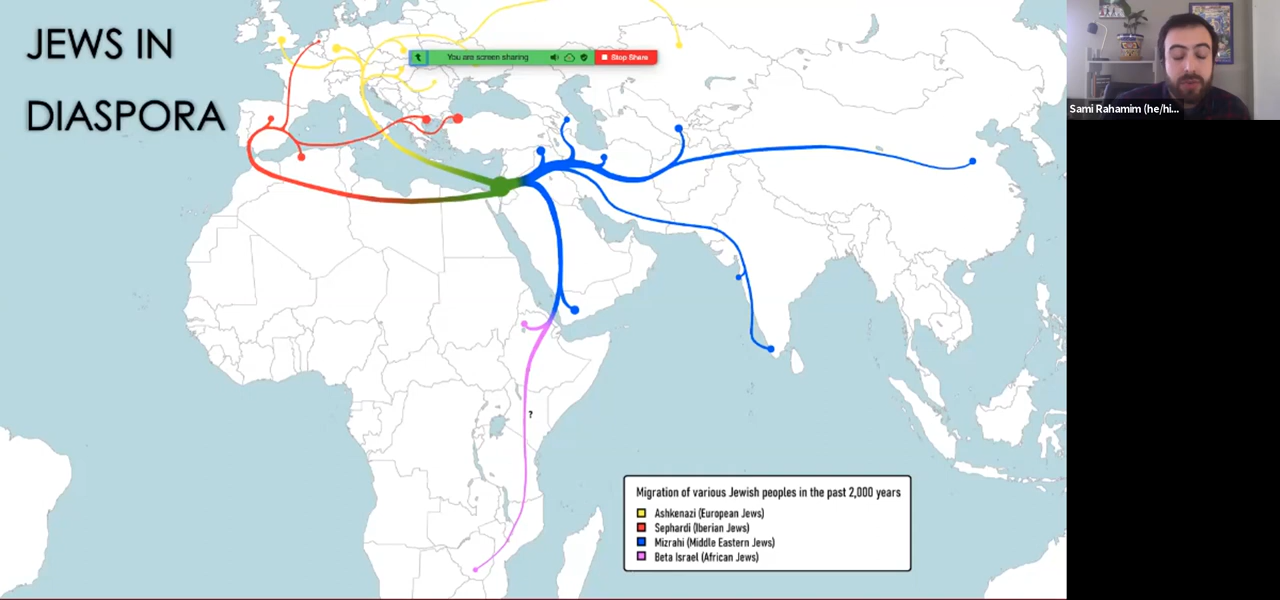 JEWS IN
DIASPORA
You are screen sharing
Stop Share
Sami Rahamim (he/hi...
?
Migration of various Jewish peoples in the past 2,000 years
Ashkenazi (European Jews)
Sephardi (Iberian Jews)
Mizrahi (Middle Eastern Jews)
Beta Israel (African Jews)